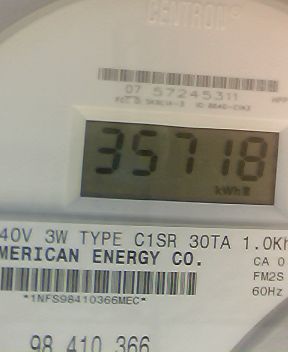 CENTRON®
07 57245311
35718
kWh
40V 3W TYPE C1SR 30TA 1.0Kh
MERICAN ENERGY CO.
CA 0
FM2S
60Hz
*1NFS98410366MEC*
98 410 366